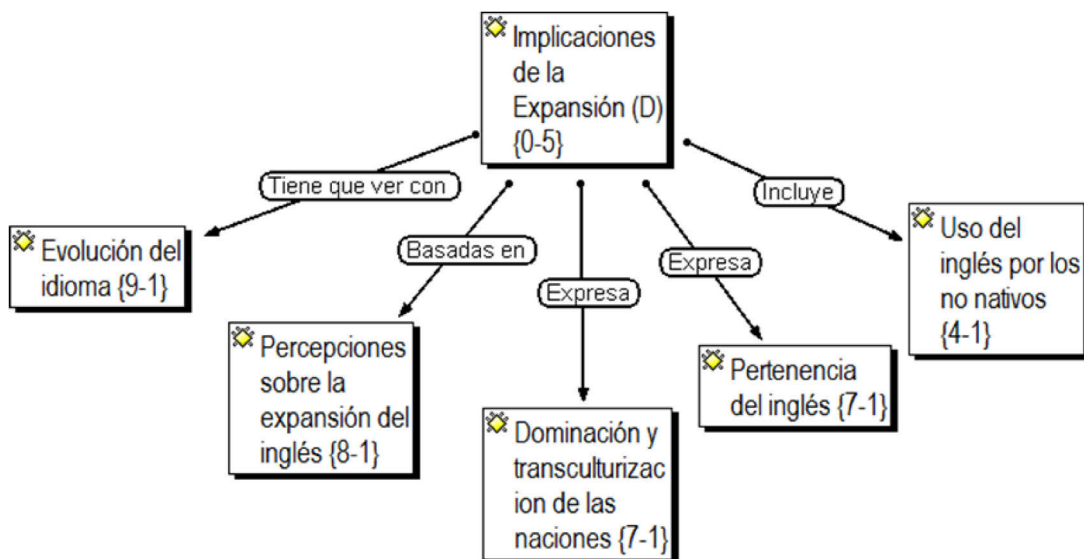 Implicaciones
de la
Expansión (D)
{0-5}
Tiene que ver con
Incluye
Basadas en
Expresa
Expresa
Evolución del
idioma {9-1}
Uso del
inglés por los
no nativos
{4-1}
Percepciones
sobre la
expansión del
inglés {8-1}
Pertenencia
del inglés {7-1}
Dominación y
transculturizac
ion de las
naciones {7-1}